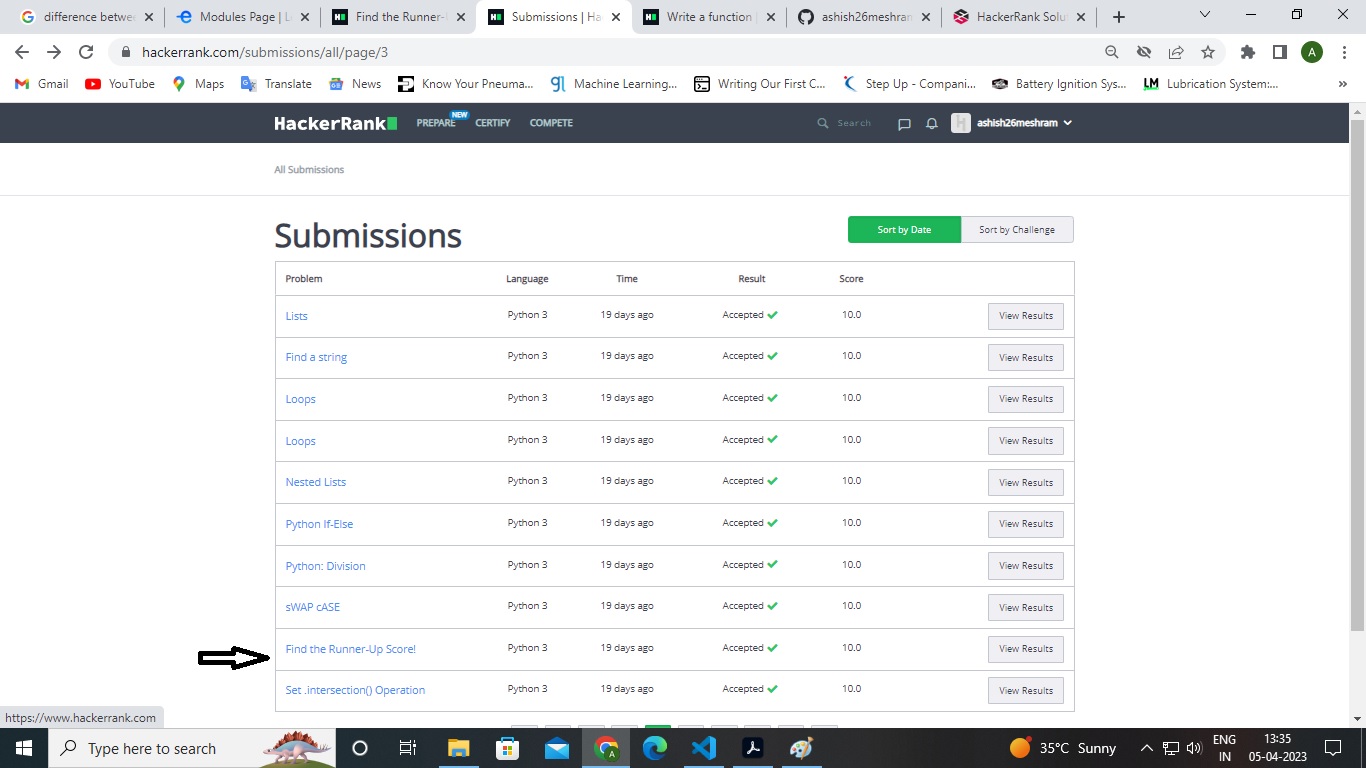 difference betwee
Modules Page | L
Find the Runner-
Submissions | Ha
Write a function |
ashish26meshram
HackerRank Solu
hackerrank.com/submissions/all/page/3
A
Gmail
YouTube
Maps
Translate
News
Know Your Pneuma...
Machine Learning,...
Writing Our First C...
Step Up - Compani...
Battery Ignition Sys...
LM Lubrication System:...
HackerRank
PREPARE
NEW
CERTIFY
COMPETE
Search
ashish26meshram
All Submissions
Submissions
Sort by Date
Sort by Challenge
Problem Language Time Result Score
Lists Python 3 19 days ago Accepted 10.0 View Results
Find a string Python 3 19 days ago Accepted 10.0 View Results
Loops Python 3 19 days ago Accepted 10.0 View Results
Loops Python 3 19 days ago Accepted 10.0 View Results
Nested Lists Python 3 19 days ago Accepted 10.0 View Results
Python If-Else Python 3 19 days ago Accepted 10.0 View Results
Python: Division Python 3 19 days ago Accepted 10.0 View Results
sWAP cASE Python 3 19 days ago Accepted 10.0 View Results
Find the Runner-Up Score! Python 3 19 days ago Accepted 10.0 View Results
Set .intersection() Operation Python 3 19 days ago Accepted 10.0 View Results
https://www.hackerrank.com
Type here to search
35°C Sunny
ENG
IN
13:35
05-04-2023